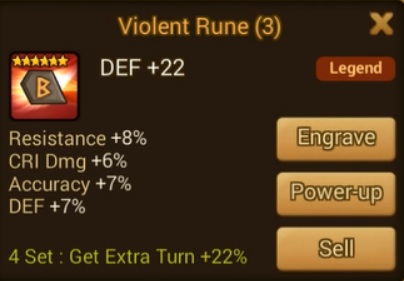 Violent Rune (3)
DEF +22
Legend
Resistance +8%
CRI Dmg +6%
Accuracy +7%
DEF +7%
4 Set : Get Extra Turn +22%
Engrave
Power-up
Sell